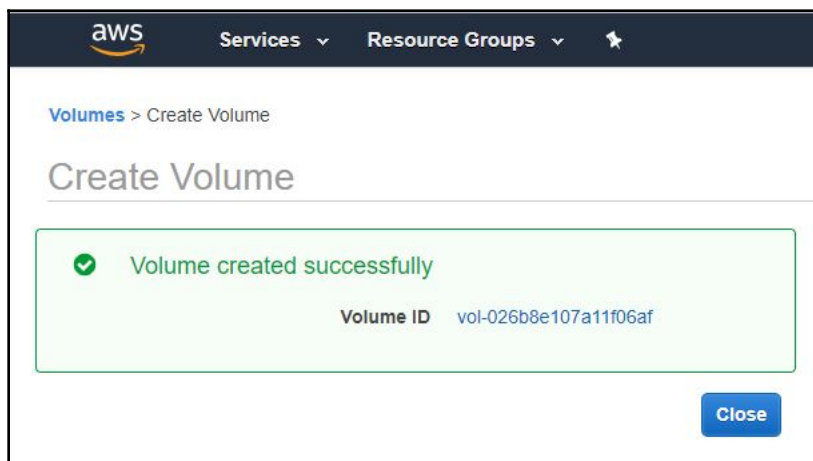 aws Services Resource Groups
Volumes > Create Volume
Create Volume
Volume created successfully
Volume ID vol-026b8e107a11f06af
Close